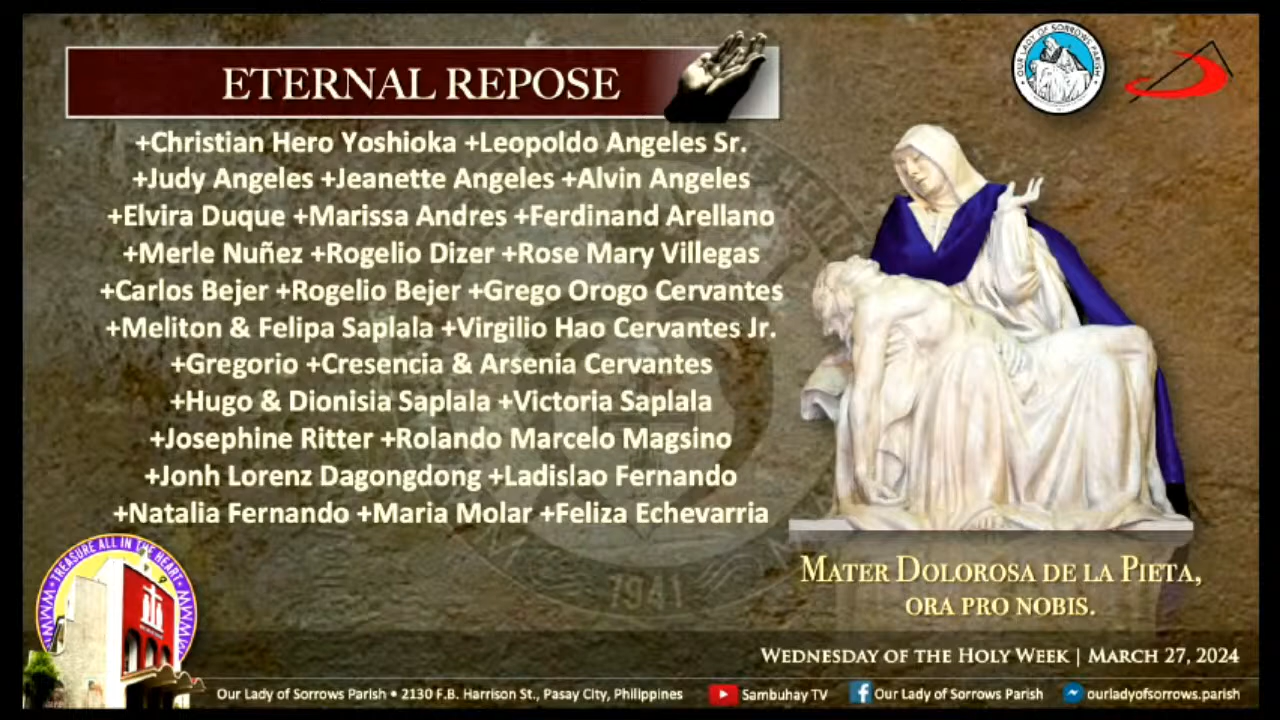 ETERNAL REPOSE
+Christian Hero Yoshioka +Leopoldo Angeles Sr.
+Judy Angeles +Jeanette Angeles +Alvin Angeles
+Elvira Duque +Marissa Andres +Ferdinand Arellano
+Merle Nuñez +Rogelio Dizer +Rose Mary Villegas
+Carlos Bejer +Rogelio Bejer +Grego Orogo Cervantes
+Meliton & Felipa Saplala +Virgilio Hao Cervantes Jr.
+Gregorio +Cresencia & Arsenia Cervantes
+Hugo & Dionisia Saplala +Victoria Saplala
+Josephine Ritter +Rolando Marcelo Magsino
+Jonh Lorenz Dagongdong +Ladislao Fernando
+Natalia Fernando +Maria Molar +Feliza Echevarria
OUR LADY OF SORROWS PARISH
MATER DOLOROSA DE LA PIETA,
ORA PRO NOBIS.
1941
TREASURE ALL IN THE HEART
WEDNESDAY OF THE HOLY WEEK | MARCH 27, 2024
Our Lady of Sorrows Parish • 2130 F.B. Harrison St., Pasay City, Philippines
Sambuhay TV
Our Lady of Sorrows Parish
ourladyofsorrows.parish